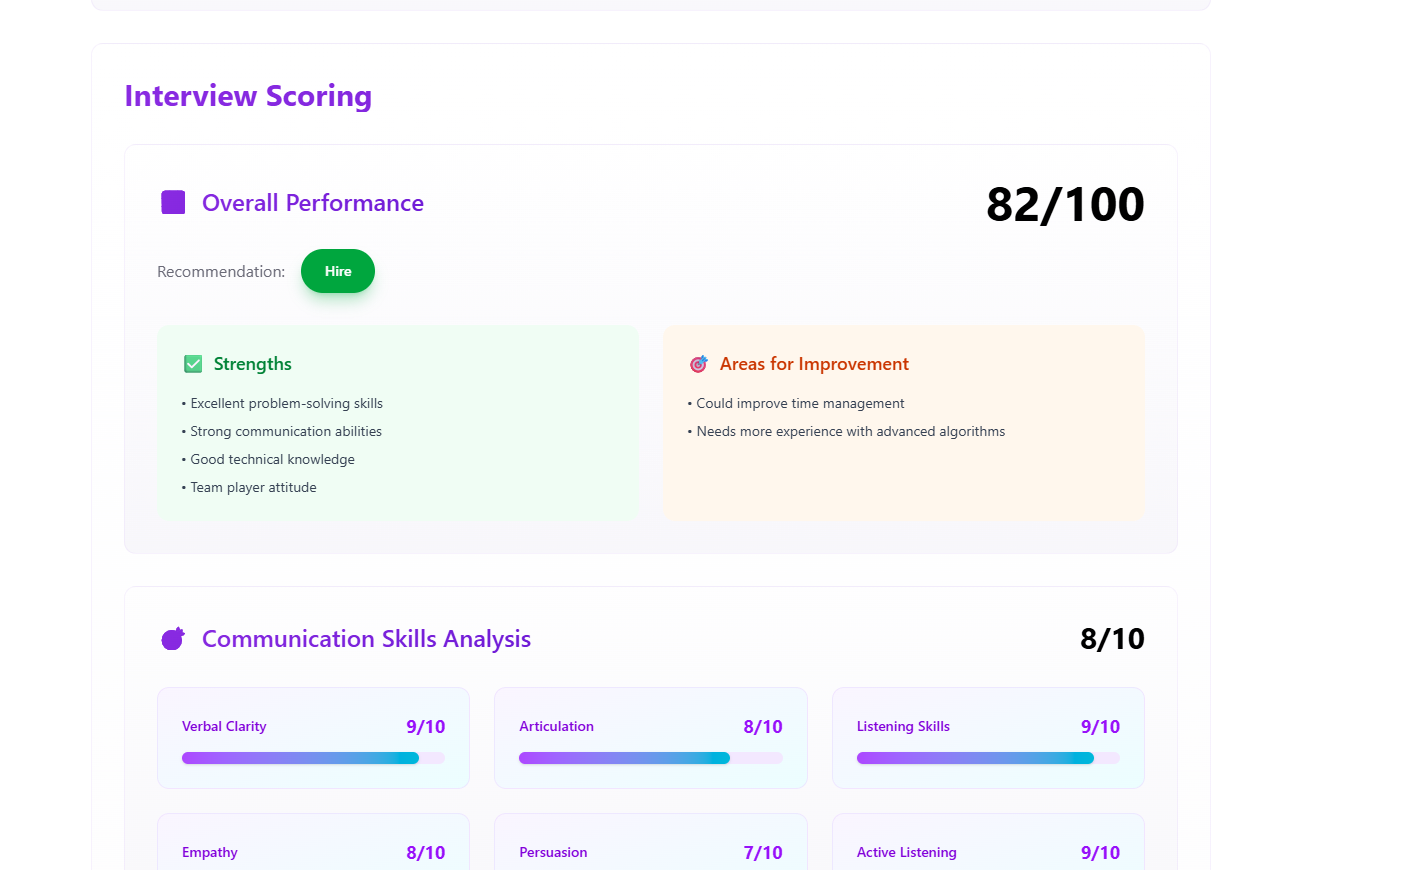 Interview Scoring
Overall Performance
82/100
Recommendation: Hire
Strengths
• Excellent problem-solving skills
• Strong communication abilities
• Good technical knowledge
• Team player attitude
Areas for Improvement
• Could improve time management
• Needs more experience with advanced algorithms
Communication Skills Analysis
8/10
Verbal Clarity 9/10
Articulation 8/10
Listening Skills 9/10
Empathy 8/10
Persuasion 7/10
Active Listening 9/10